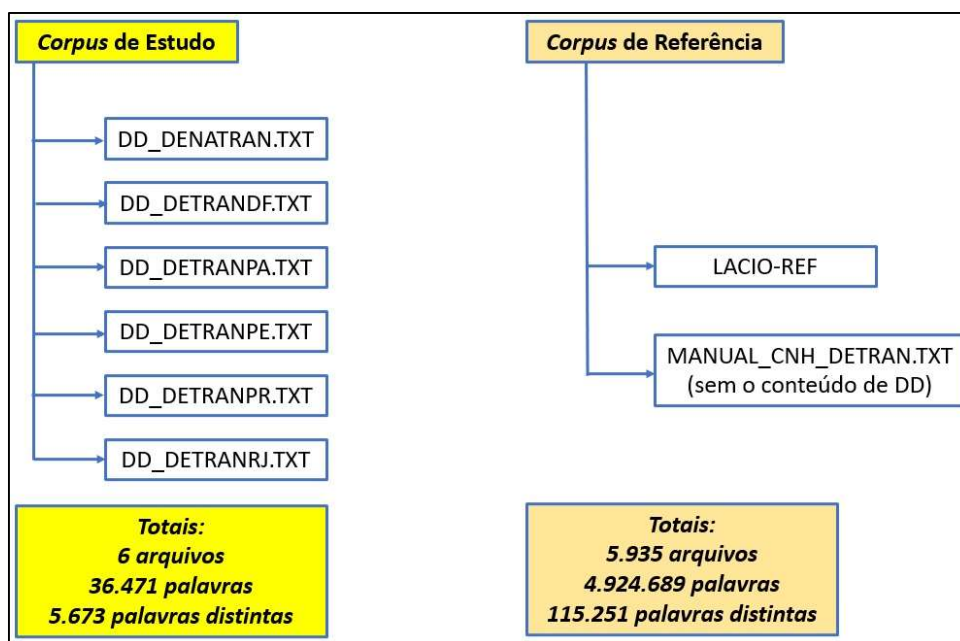 Corpus de Estudo
DD_DENATRAN.TXT
DD_DETRANDF.TXT
DD_DETRANPA.TXT
DD_DETRANPE.TXT
DD_DETRANPR.TXT
DD_DETRANRJ.TXT
Totais:
6 arquivos
36.471 palavras
5.673 palavras distintas
Corpus de Referência
LACIO-REF
MANUAL_CNH_DETRAN.TXT
(sem o conteúdo de DD)
Totais:
5.935 arquivos
4.924.689 palavras
115.251 palavras distintas